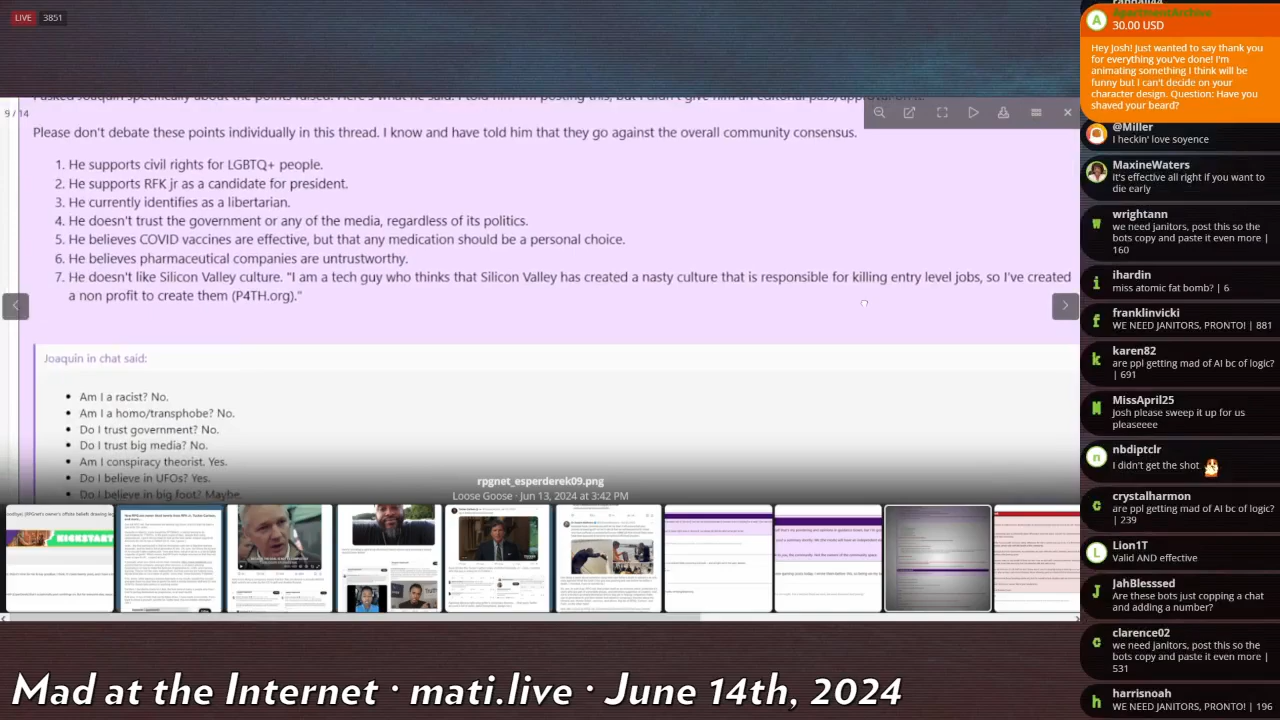 LIVE 3851
9 / 14
Please don't debate these points individually in this thread. I know and have told him that they go against the overall community consensus.
1. He supports civil rights for LGBTQ+ people.
2. He supports RFK jr as a candidate for president.
3. He currently identifies as a libertarian.
4. He doesn't trust the government or any of the media, regardless of its politics.
5. He believes COVID vaccines are effective, but that any medication should be a personal choice.
6. He believes pharmaceutical companies are untrustworthy.
7. He doesn't like Silicon Valley culture. "I am a tech guy who thinks that Silicon Valley has created a nasty culture that is responsible for killing entry level jobs, so I've created
a non profit to create them (P4TH.org)."
Joaquin in chat said:
• Am I a racist? No.
• Am I a homo/transphobe? No.
• Do I trust government? No.
• Do I trust big media? No.
• Am I conspiracy theorist. Yes.
• Do I believe in UFOs? Yes.
• Do I believe in big foot? Maybe.
rpgnet_esperderek09.png
Loose Goose · Jun 13, 2024 at 3:42 PM
Mad at the Internet · mati.live · June 14th, 2024
A
ApartmentArchive
30.00 USD
Hey Josh! Just wanted to say thank you
for everything you've done! I'm
animating something I think will be
funny but I can't decide on your
character design. Question: Have you
shaved your beard?
@Miller
I heckin' love soyence
MaxineWaters
it's effective all right if you want to
die early
wrightann
we need janitors, post this so the
bots copy and paste it even more |
160
ihardin
miss atomic fat bomb? | 6
franklinvicki
WE NEED JANITORS, PRONTO! | 881
karen82
are ppl getting mad of AI bc of logic?
| 691
MissApril25
Josh please sweep it up for us
pleaseeee
nbdiptclr
I didn't get the shot
crystalharmon
are ppl getting mad of AI bc of logic?
| 239
Lion1T
Valid AND effective
JahBlesssed
Are these bots just copping a chat
and adding a number?
clarence02
we need janitors, post this so the
bots copy and paste it even more |
531
harrisnoah
WE NEED JANITORS, PRONTO! | 196